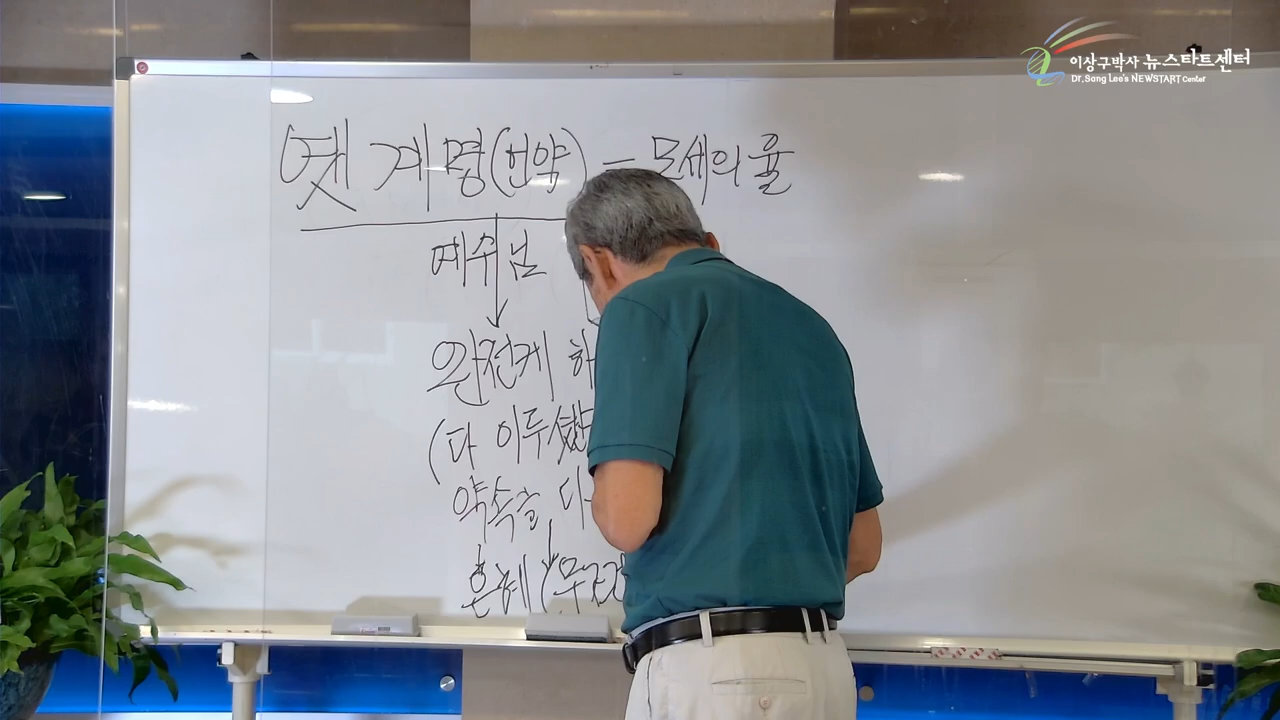 이상구박사 뉴스타트센터
Dr. Sang Lee's NEWSTART Center
옛 계명(언약) - 모세의 율
예수님
완전케 하
(다 이루셨
약속을 다
은혜 (무조건